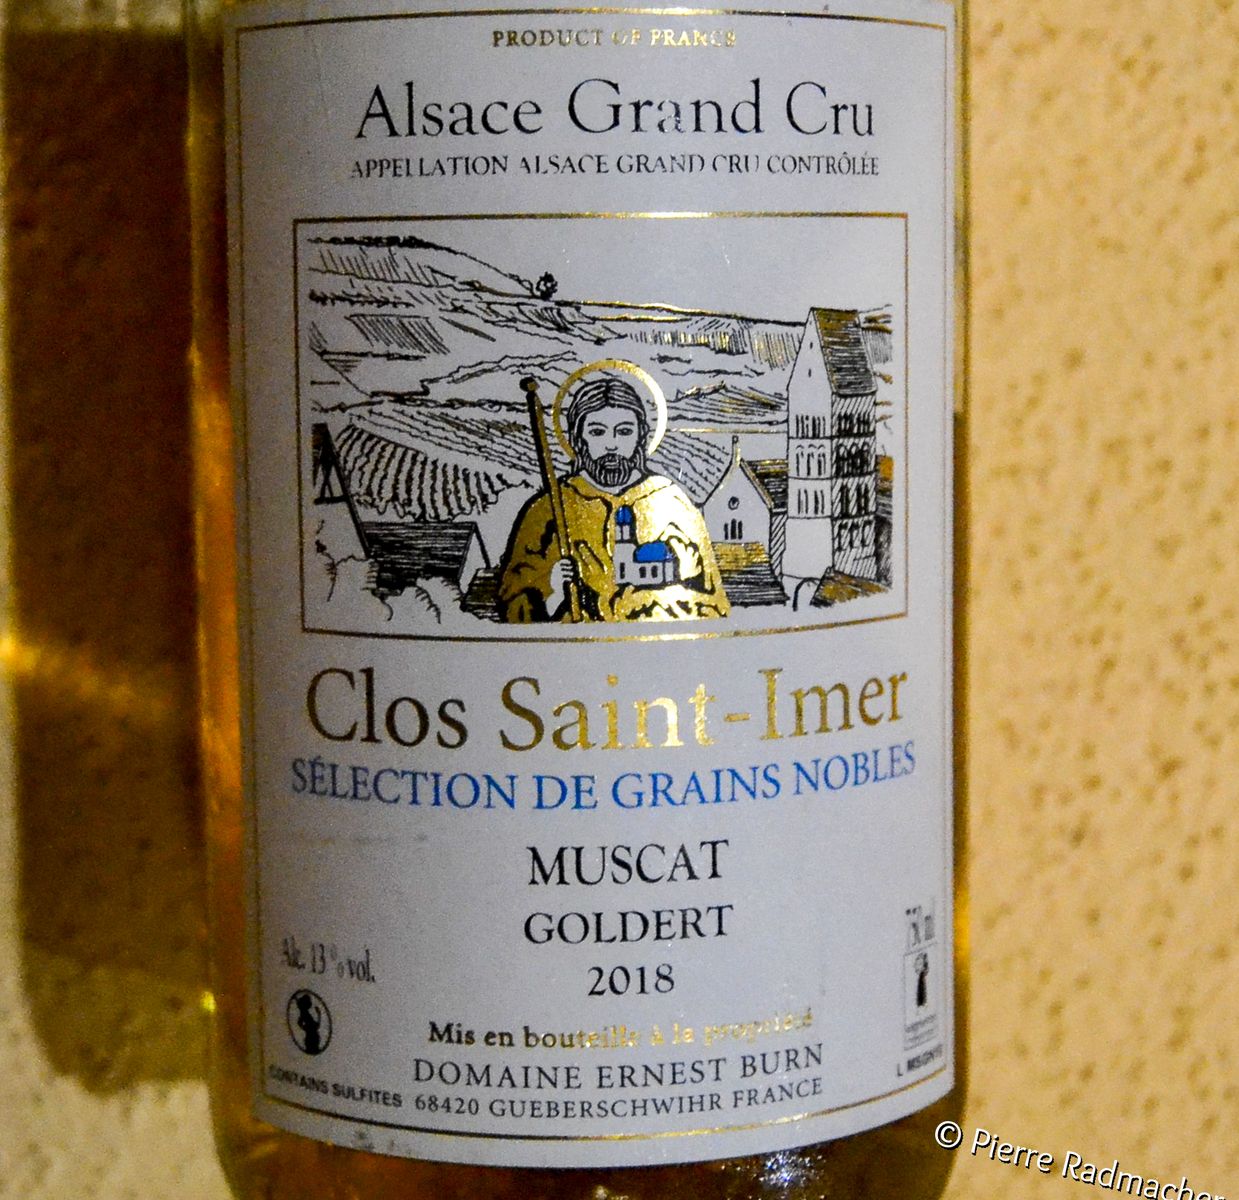 PRODUCT OF FRANCE
Alsace Grand Cru
APPELLATION ALSACE GRAND CRU CONTRÔLÉE
Clos Saint-Imer
SÉLECTION DE GRAINS NOBLES
MUSCAT
GOLDERT
2018
Alc. 13 % vol.
Mis en bouteille à la propriété
DOMAINE ERNEST BURN
68420 GUEBERSCHWIHR FRANCE
CONTAINS SULFITES
© Pierre Radmacher